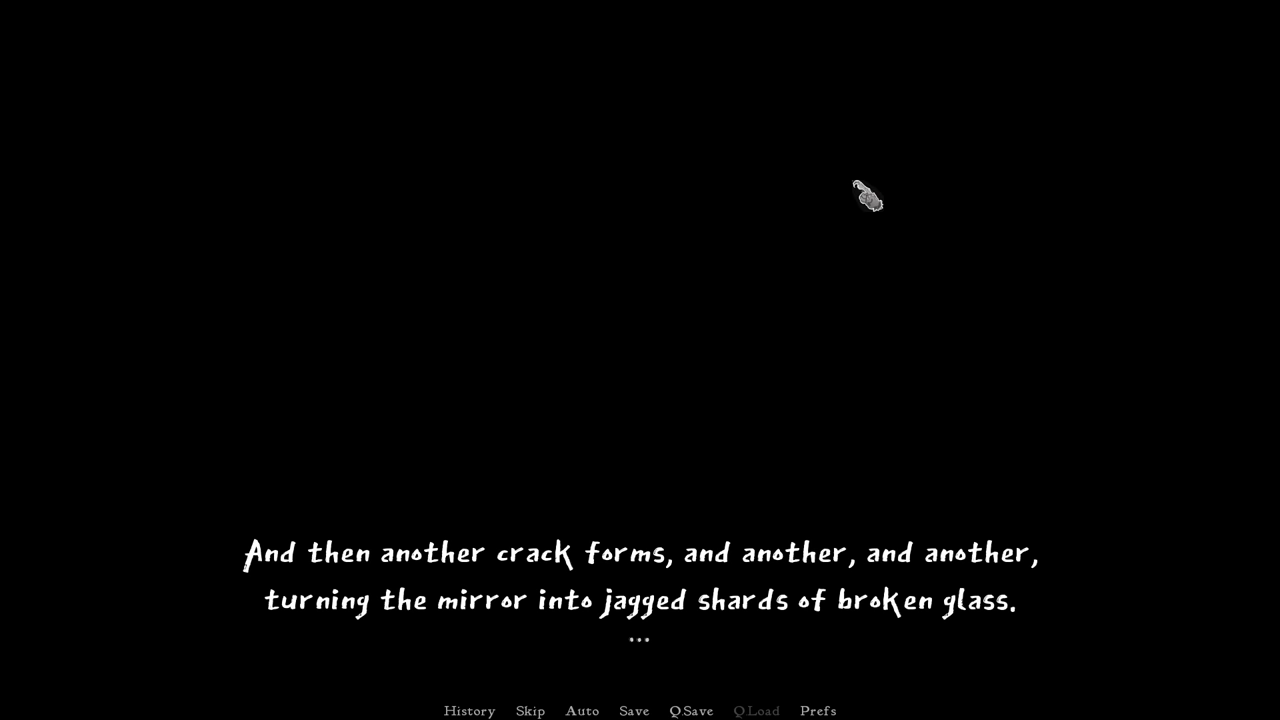 And then another crack forms, and another, and another,
turning the mirror into jagged shards of broken glass.
...
History Skip Auto Save Q.Save Q.Load Prefs